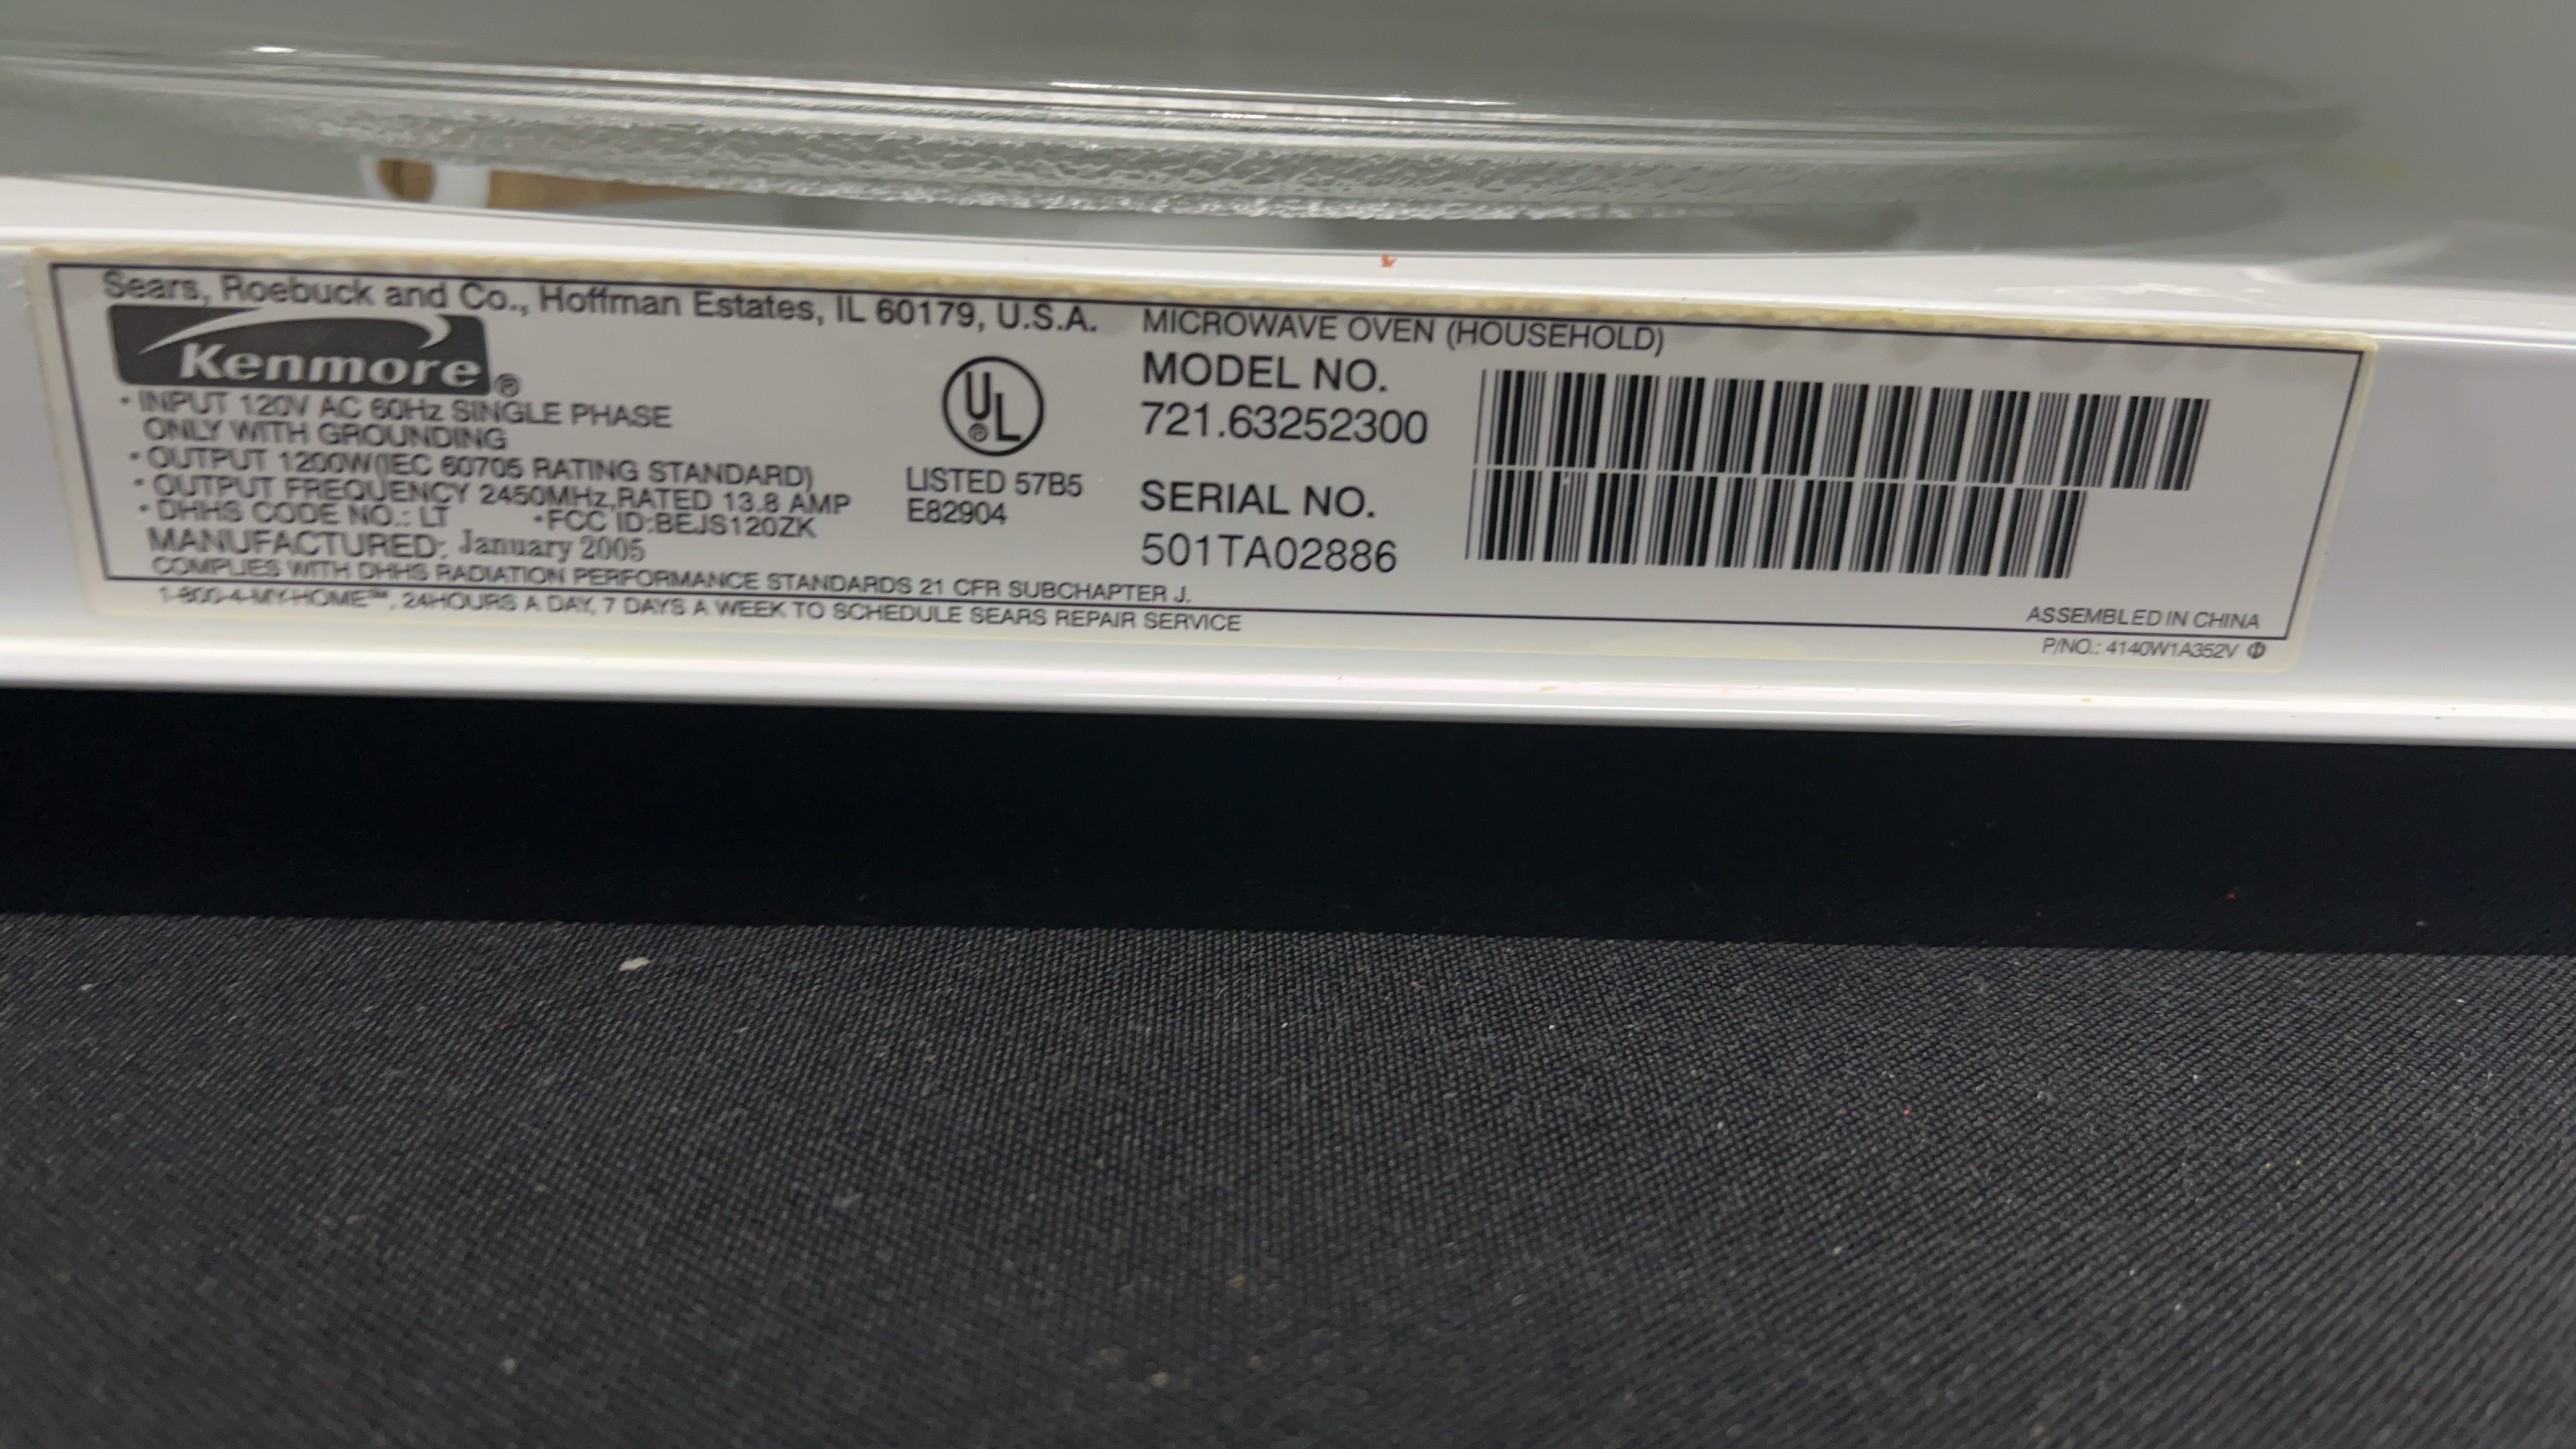 Sears, Roebuck and Co., Hoffman Estates, IL 60179, U.S.A.
Kenmore®
• INPUT 120V AC 60Hz SINGLE PHASE
ONLY WITH GROUNDING
• OUTPUT 1200W(IEC 60705 RATING STANDARD)
• OUTPUT FREQUENCY 2450MHz,RATED 13.8 AMP
• DHHS CODE NO.: LT •FCC ID:BEJS120ZK
MANUFACTURED: January 2005
COMPLIES WITH DHHS RADIATION PERFORMANCE STANDARDS 21 CFR SUBCHAPTER J.
1-800-4-MY-HOME℠, 24HOURS A DAY, 7 DAYS A WEEK TO SCHEDULE SEARS REPAIR SERVICE
UL®
LISTED 57B5
E82904
MICROWAVE OVEN (HOUSEHOLD)
MODEL NO.
721.63252300
SERIAL NO.
501TA02886
ASSEMBLED IN CHINA
P/NO.: 4140W1A352V